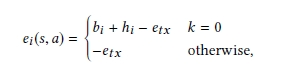 e_i(s, a) = { b_i + h_i − e_tx   k = 0
−e_tx   otherwise,